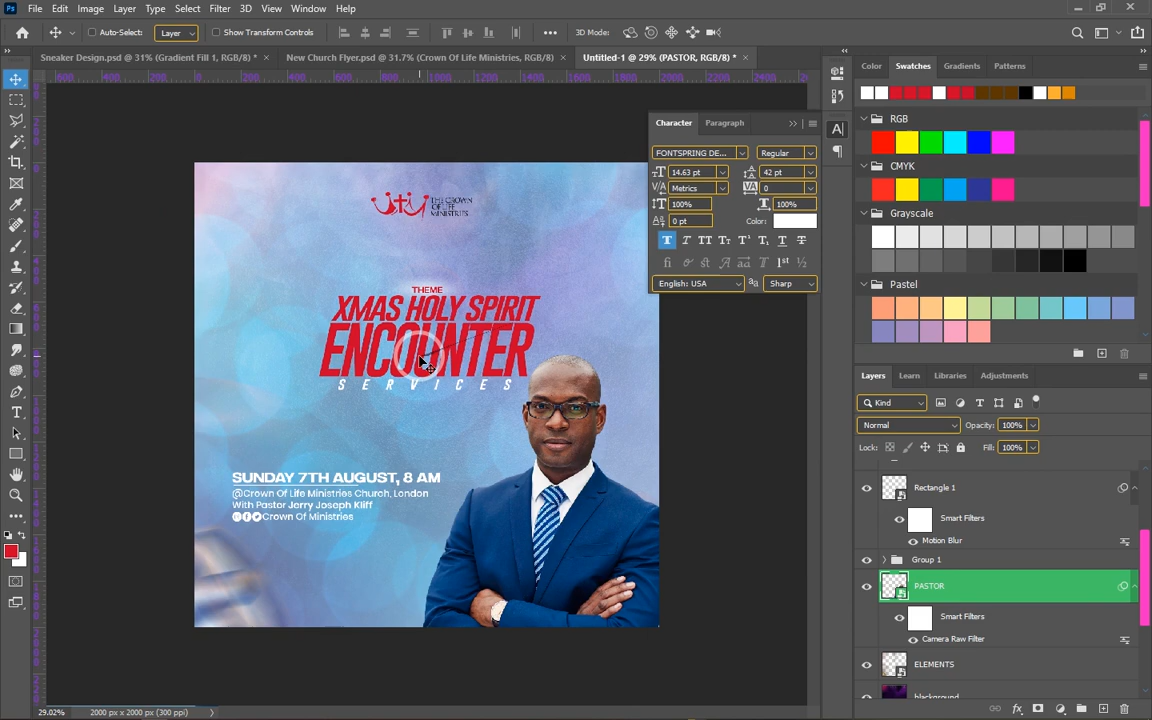 File Edit Image Layer Type Select Filter 3D View Window Help
Auto-Select: Layer Show Transform Controls 3D Mode:
Sneaker Design.psd @ 31% (Gradient Fill 1, RGB/8) * New Church Flyer.psd @ 31.7% (Crown Of Life Ministries, RGB/8) Untitled-1 @ 29% (PASTOR, RGB/8) *
Color Swatches Gradients Patterns
Character Paragraph
FONTSPRING DE... Regular
14.63 pt 42 pt
Metrics 0
100% 100%
0 pt Color:
English: USA Sharp
RGB
CMYK
Grayscale
Pastel
THE CROWN
OF LIFE
MINISTRIES
THEME
XMAS HOLY SPIRIT
ENCOUNTER
SERVICES
SUNDAY 7TH AUGUST, 8 AM
@Crown Of Life Ministries Church, London
With Pastor Jerry Joseph Kliff
Crown Of Ministries
Layers Learn Libraries Adjustments
Kind
Normal Opacity: 100%
Lock: Fill: 100%
Rectangle 1
Smart Filters
Motion Blur
Group 1
PASTOR
Smart Filters
Camera Raw Filter
ELEMENTS
background
29.02% 2000 px x 2000 px (300 ppi)